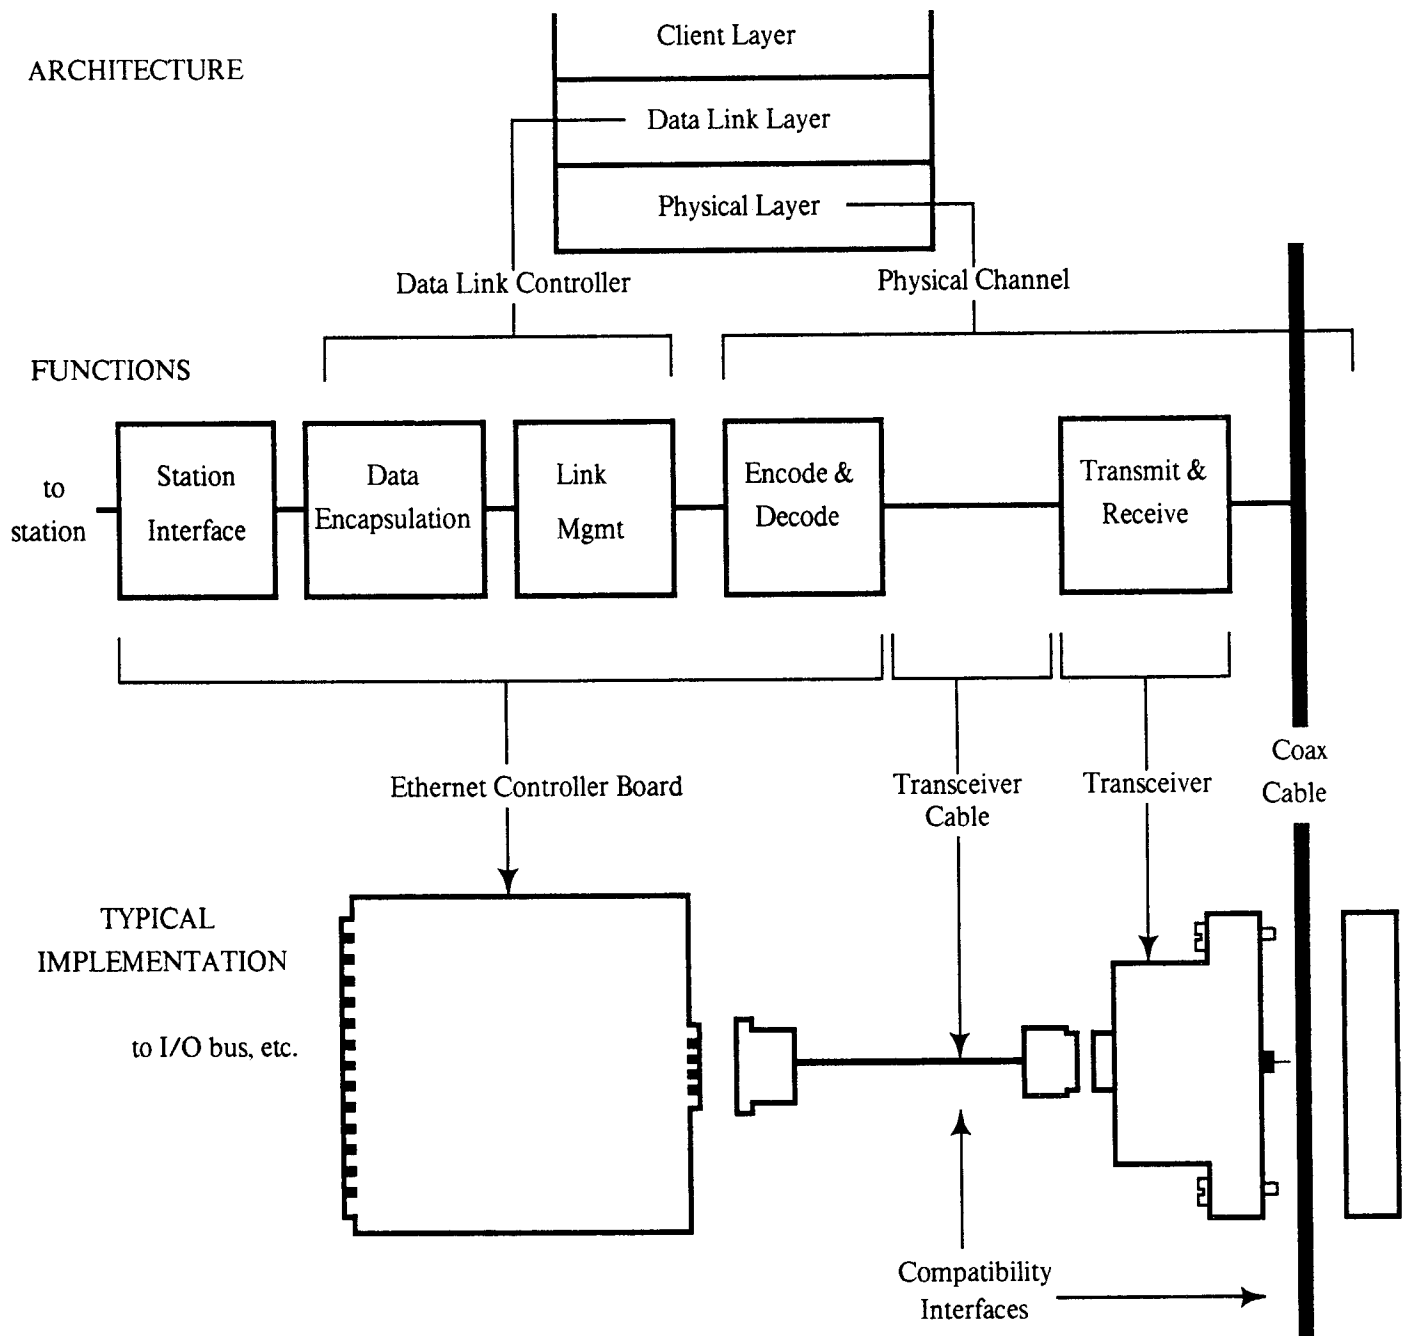 Client Layer
ARCHITECTURE
Data Link Layer
Physical Layer
Data Link Controller
Physical Channel
FUNCTIONS
to
station
Station
Interface
Data
Encapsulation
Link
Mgmt
Encode &
Decode
Transmit &
Receive
Ethernet Controller Board
Transceiver
Cable
Transceiver
Coax
Cable
TYPICAL
IMPLEMENTATION
to I/O bus, etc.
Compatibility
Interfaces